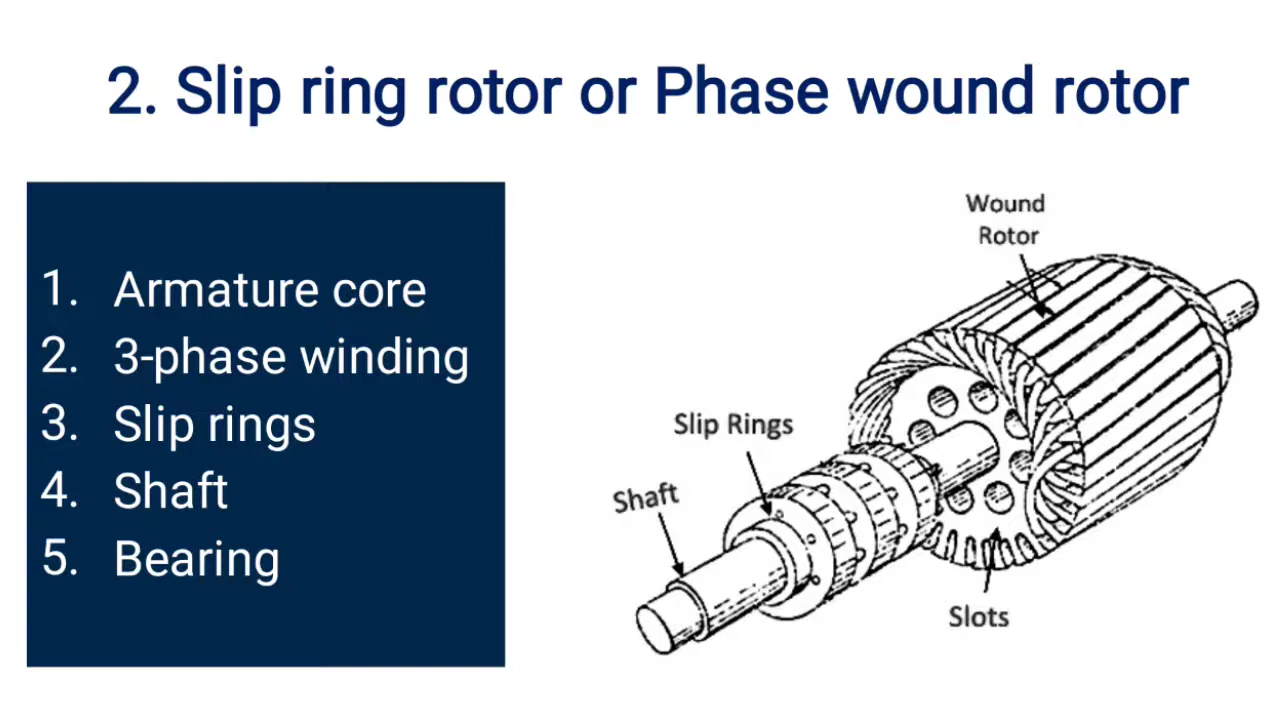 2. Slip ring rotor or Phase wound rotor
1. Armature core
2. 3-phase winding
3. Slip rings
4. Shaft
5. Bearing
Wound
Rotor
Slip Rings
Shaft
Slots